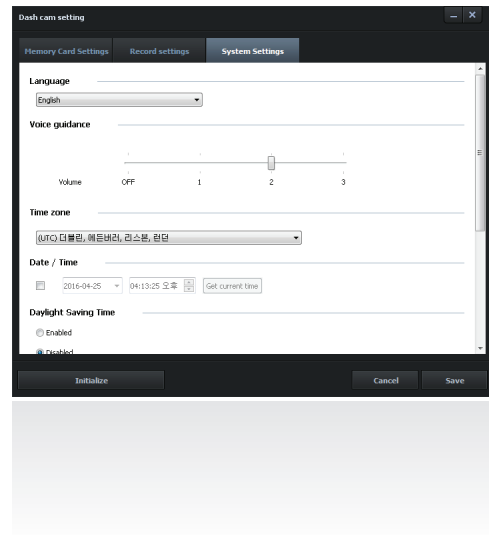 Dash cam setting
Memory Card Settings Record settings System Settings
Language
English
Voice guidance
Volume OFF 1 2 3
Time zone
(UTC) 더블린, 에든버러, 리스본, 런던
Date / Time
2016-04-25 04:13:25 오후 Get current time
Daylight Saving Time
Enabled
Disabled
Initialize Cancel Save